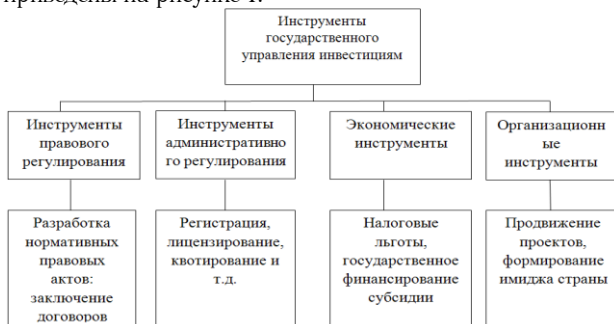 приведены на рисунке 1.
Инструменты
государственного
управления инвестициям
Инструменты
правового
регулирования
Инструменты
административно
го регулирования
Экономические
инструменты
Организационн
ые
инструменты
Разработка
нормативных
правовых
актов:
заключение
договоров
Регистрация,
лицензирование,
квотирование и
т.д.
Налоговые
льготы,
государственное
финансирование
субсидии
Продвижение
проектов,
формирование
имиджа страны